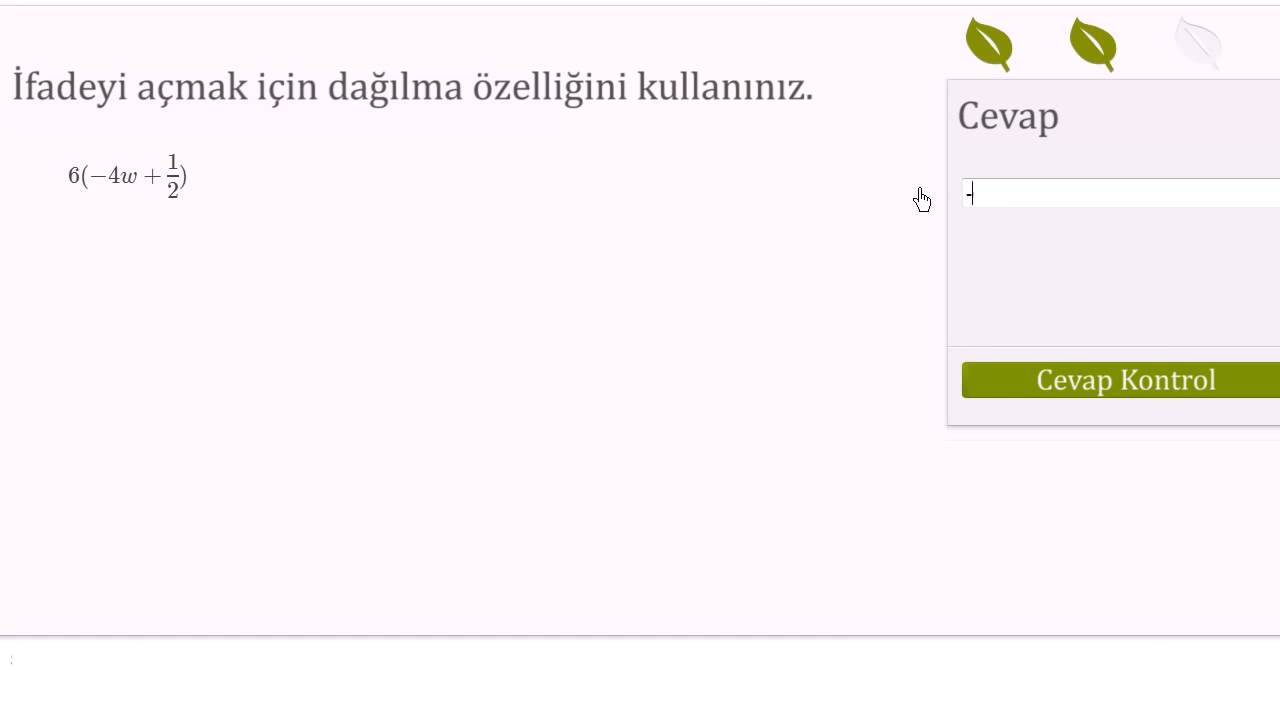 İfadeyi açmak için dağılma özelliğini kullanınız.
6(−4w + 1/2)
Cevap
-
Cevap Kontrol